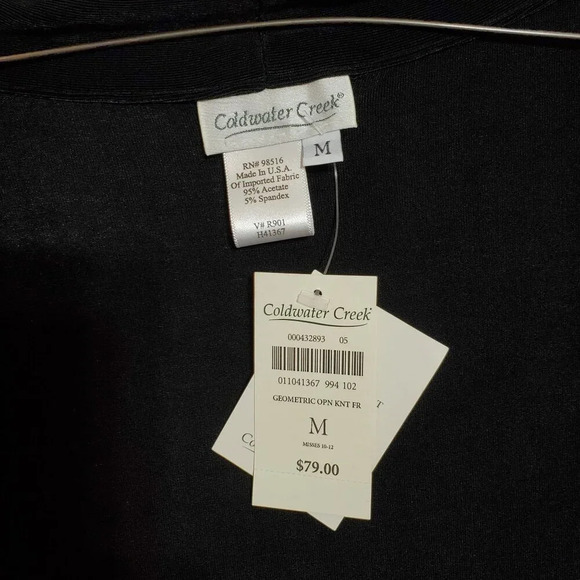 Coldwater Creek®
M
RN# 98516
Made In U.S.A.
Of Imported Fabric
95% Acetate
5% Spandex
V# R901
H41367
Coldwater Creek
000432893 05
011041367 994 102
GEOMETRIC OPN KNT FR
M
MISSES 10-12
$79.00
Co
T